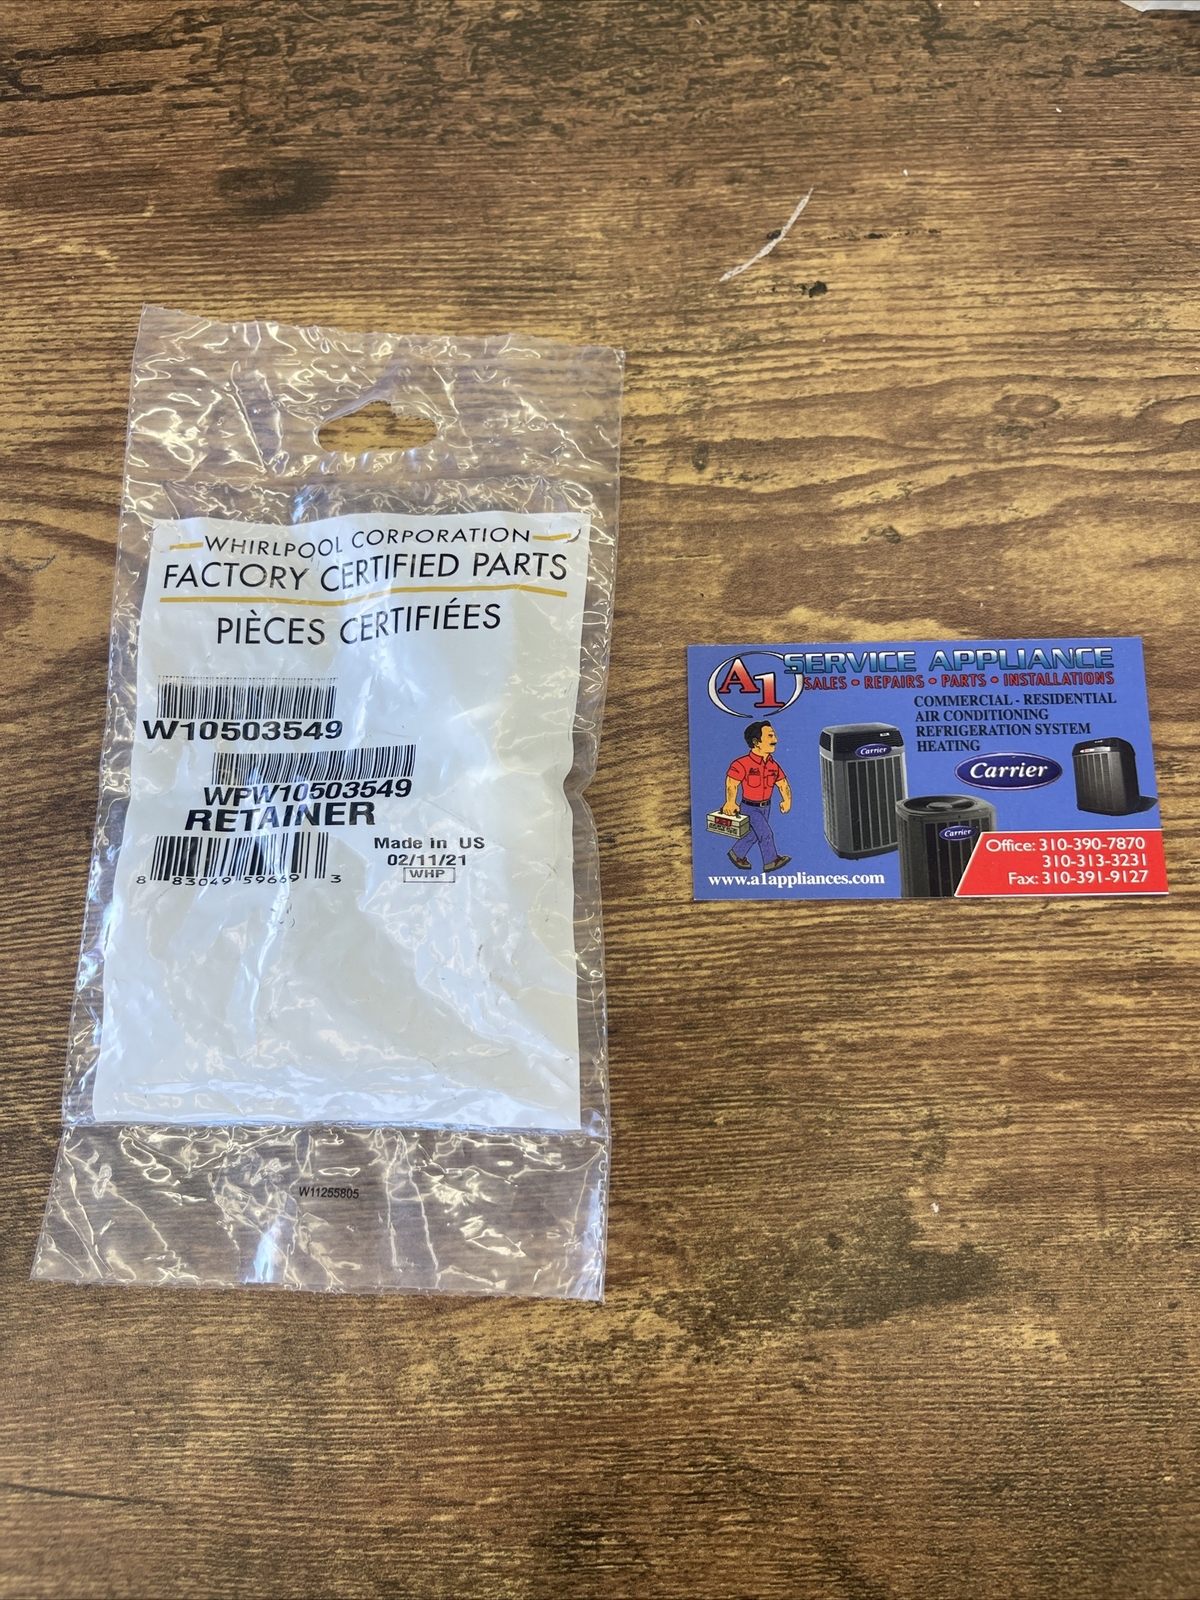 WHIRLPOOL CORPORATION
FACTORY CERTIFIED PARTS
PIÈCES CERTIFIÉES
W10503549
WPW10503549
RETAINER
8 83049 59669 3
Made in US
02/11/21
WHP
W11255805
A1 SERVICE APPLIANCE
SALES • REPAIRS • PARTS • INSTALLATIONS
COMMERCIAL - RESIDENTIAL
AIR CONDITIONING
REFRIGERATION SYSTEM
HEATING
Carrier
Carrier
Carrier
Office: 310-390-7870
310-313-3231
Fax: 310-391-9127
www.a1appliances.com